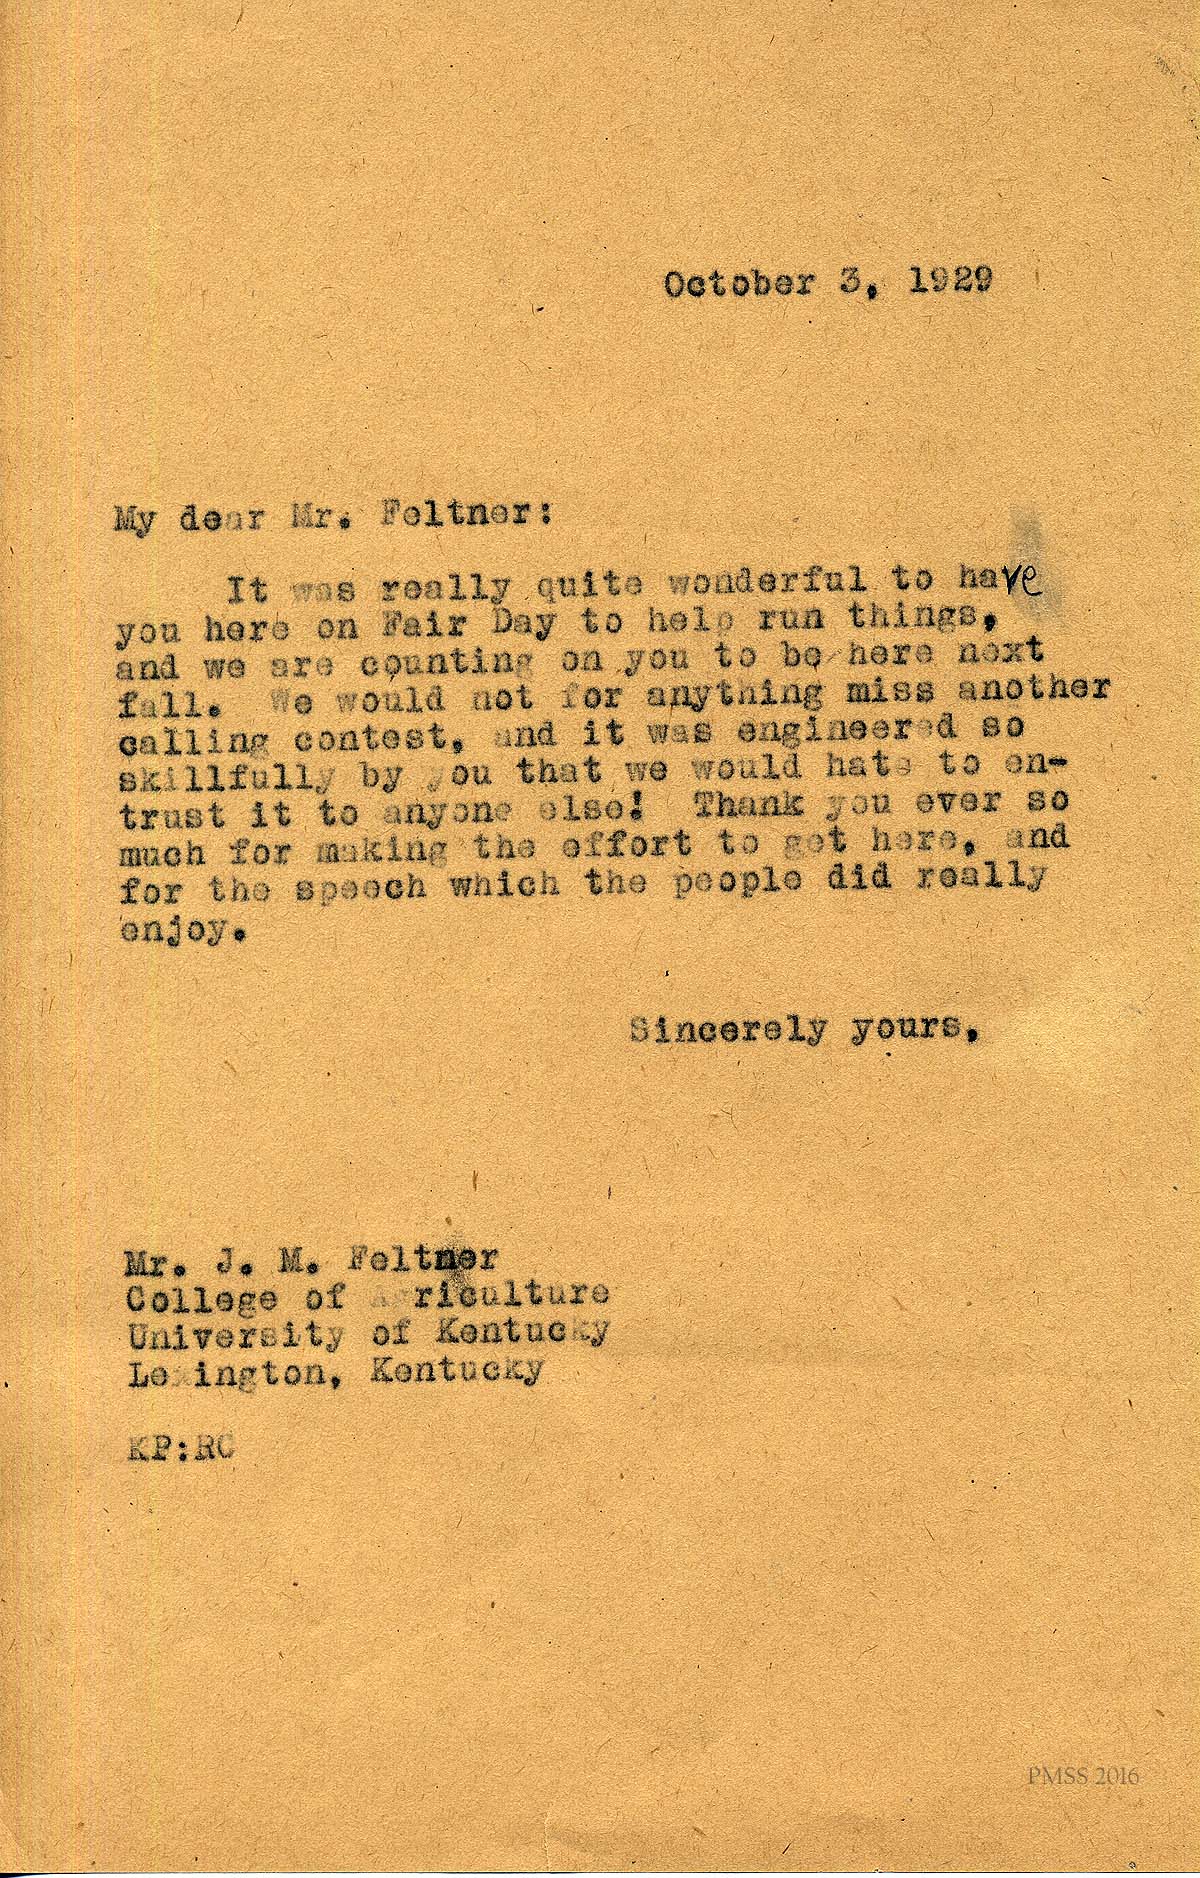 October 3, 1929
My dear Mr. Feltner:
It was really quite wonderful to have
you here on Fair Day to help run things,
and we are counting on you to be here next
fall. We would not for anything miss another
calling contest, and it was engineered so
skillfully by you that we would hate to en-
trust it to anyone else! Thank you ever so
much for making the effort to get here, and
for the speech which the people did really
enjoy.
Sincerely yours,
Mr. J. M. Feltner
College of Agriculture
University of Kentucky
Lexington, Kentucky
KP:RC
PMSS 2016